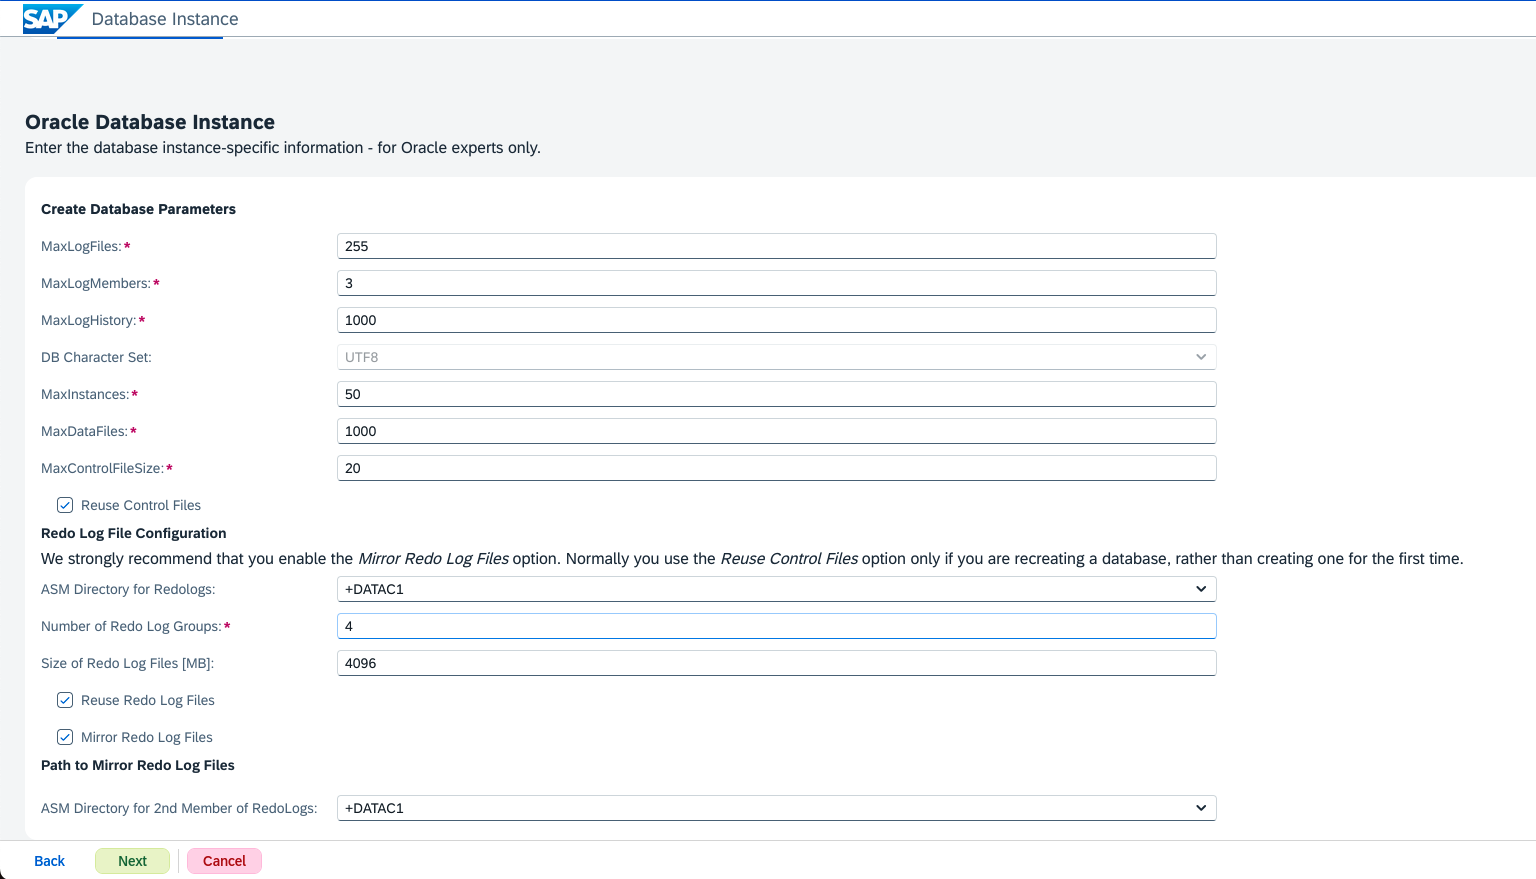 SAP Database Instance
Oracle Database Instance
Enter the database instance-specific information - for Oracle experts only.
Create Database Parameters
MaxLogFiles:* 255
MaxLogMembers:* 3
MaxLogHistory:* 1000
DB Character Set: UTF8
MaxInstances:* 50
MaxDataFiles:* 1000
MaxControlFileSize:* 20
Reuse Control Files
Redo Log File Configuration
We strongly recommend that you enable the Mirror Redo Log Files option. Normally you use the Reuse Control Files option only if you are recreating a database, rather than creating one for the first time.
ASM Directory for Redologs: +DATAC1
Number of Redo Log Groups:* 4
Size of Redo Log Files [MB]: 4096
Reuse Redo Log Files
Mirror Redo Log Files
Path to Mirror Redo Log Files
ASM Directory for 2nd Member of RedoLogs: +DATAC1
Back Next Cancel